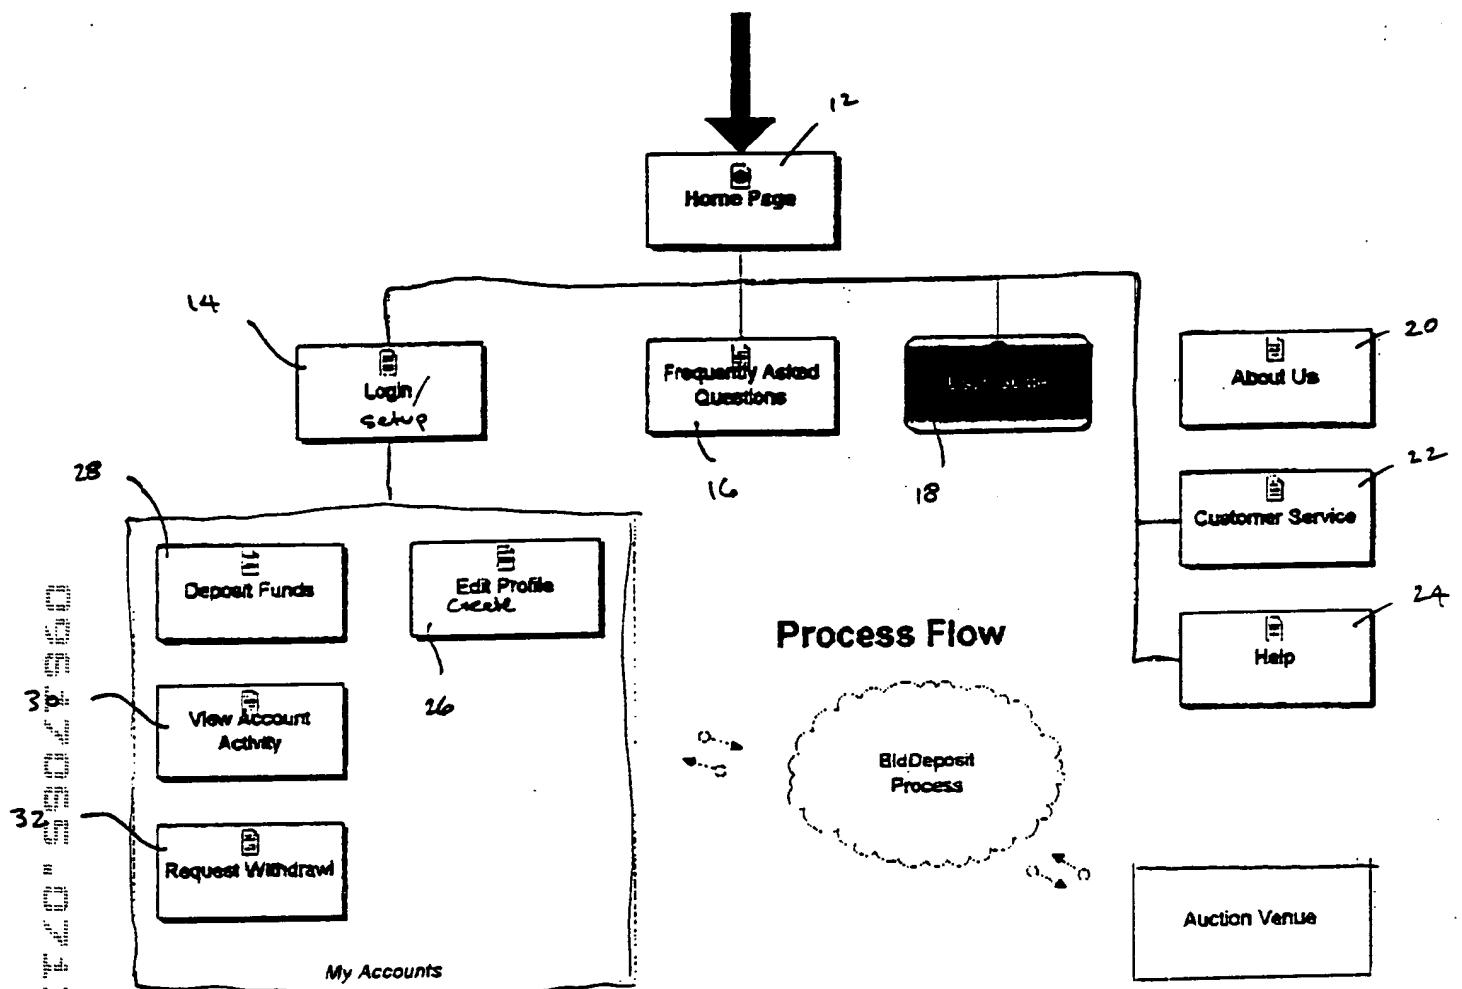 12
Home Page
14
20
Login/
setup
Frequently Asked
Questions
About Us
28
16
18
22
Customer Service
Deposit Funds
Edit Profile
Create
24
Process Flow
Help
30
View Account
Activity
26
BidDeposit
Process
32
Request Withdrawl
Auction Venue
My Accounts